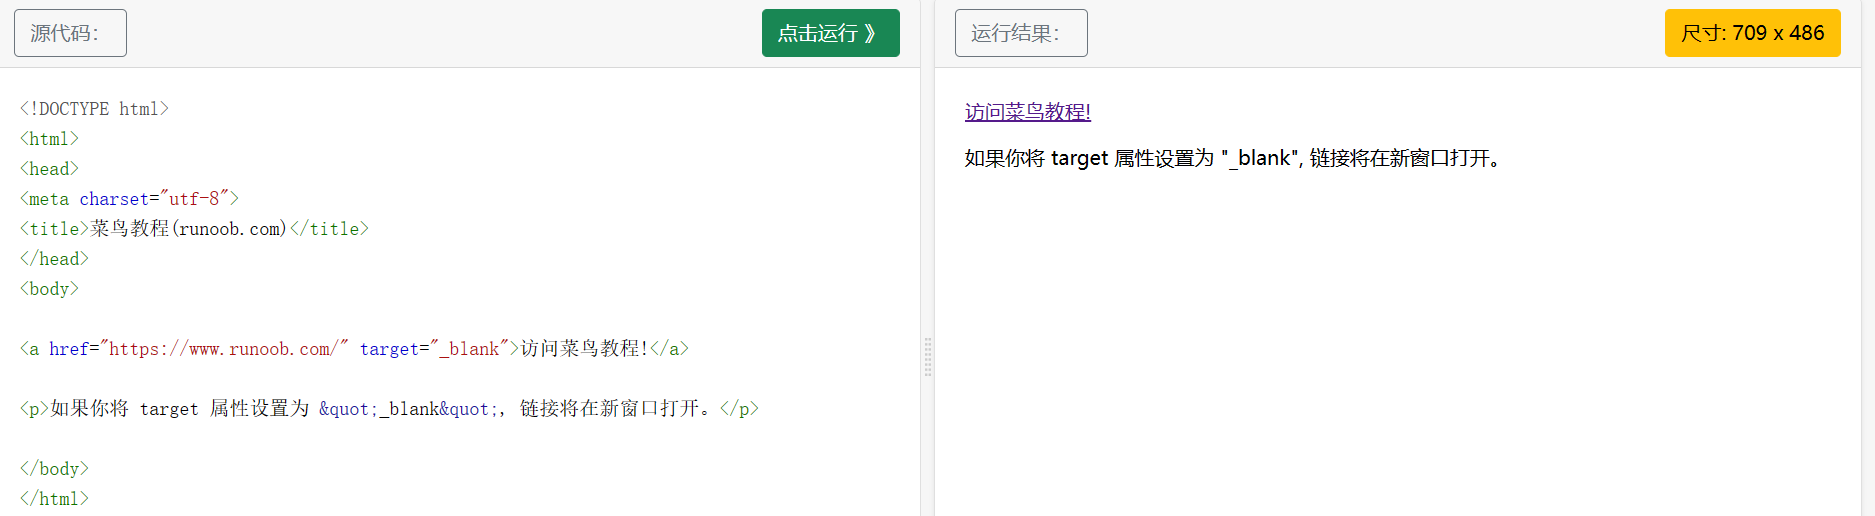 源代码：
点击运行 》
<!DOCTYPE html>
<html>
<head>
<meta charset="utf-8">
<title>菜鸟教程(runoob.com)</title>
</head>
<body>
<a href="https://www.runoob.com/" target="_blank">访问菜鸟教程!</a>
<p>如果你将 target 属性设置为 &quot;_blank&quot;, 链接将在新窗口打开。</p>
</body>
</html>
运行结果：
尺寸: 709 x 486
访问菜鸟教程!
如果你将 target 属性设置为 "_blank", 链接将在新窗口打开。